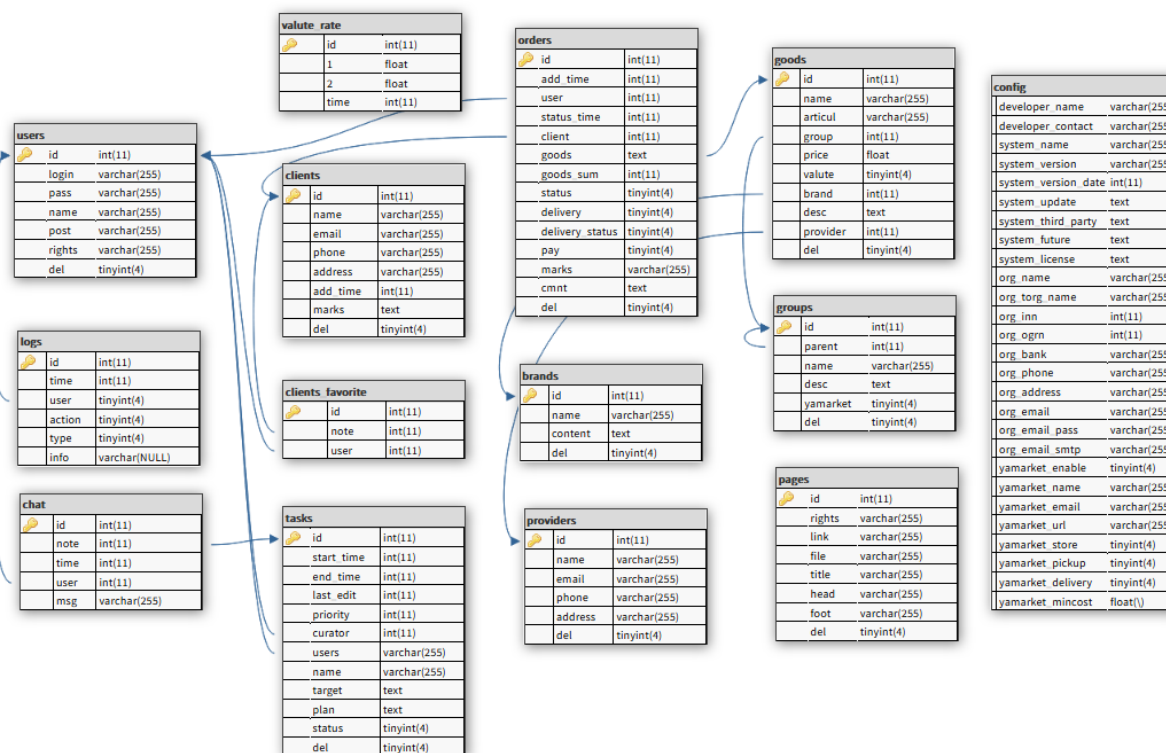 valute_rate
id int(11)
1 float
2 float
time int(11)
users
id int(11)
login varchar(255)
pass varchar(255)
name varchar(255)
post varchar(255)
rights varchar(255)
del tinyint(4)
logs
id int(11)
time int(11)
user tinyint(4)
action tinyint(4)
type tinyint(4)
info varchar(NULL)
chat
id int(11)
note int(11)
time int(11)
user int(11)
msg varchar(255)
clients
id int(11)
name varchar(255)
email varchar(255)
phone varchar(255)
address varchar(255)
add_time int(11)
marks text
del tinyint(4)
clients_favorite
id int(11)
note int(11)
user int(11)
tasks
id int(11)
start_time int(11)
end_time int(11)
last_edit int(11)
priority int(11)
curator int(11)
users varchar(255)
name varchar(255)
target text
plan text
status tinyint(4)
del tinyint(4)
orders
id int(11)
add_time int(11)
user int(11)
status_time int(11)
client int(11)
goods text
goods_sum int(11)
status tinyint(4)
delivery tinyint(4)
delivery_status tinyint(4)
pay tinyint(4)
marks varchar(255)
cmnt text
del tinyint(4)
brands
id int(11)
name varchar(255)
content text
del tinyint(4)
providers
id int(11)
name varchar(255)
email varchar(255)
phone varchar(255)
address varchar(255)
del tinyint(4)
goods
id int(11)
name varchar(255)
articul varchar(255)
group int(11)
price float
valute tinyint(4)
brand int(11)
desc text
provider int(11)
del tinyint(4)
groups
id int(11)
parent int(11)
name varchar(255)
desc text
yamarket tinyint(4)
del tinyint(4)
pages
id int(11)
rights varchar(255)
link varchar(255)
file varchar(255)
title varchar(255)
head varchar(255)
foot varchar(255)
del tinyint(4)
config
developer_name varchar(255
developer_contact varchar(255
system_name varchar(255
system_version varchar(255
system_version_date int(11)
system_update text
system_third_party text
system_future text
system_license text
org_name varchar(255
org_torg_name varchar(255
org_inn int(11)
org_ogrn int(11)
org_bank varchar(255
org_phone varchar(255
org_address varchar(255
org_email varchar(255
org_email_pass varchar(255
org_email_smtp varchar(255
yamarket_enable tinyint(4)
yamarket_name varchar(255
yamarket_email varchar(255
yamarket_url varchar(255
yamarket_store tinyint(4)
yamarket_pickup tinyint(4)
yamarket_delivery tinyint(4)
yamarket_mincost float(\)